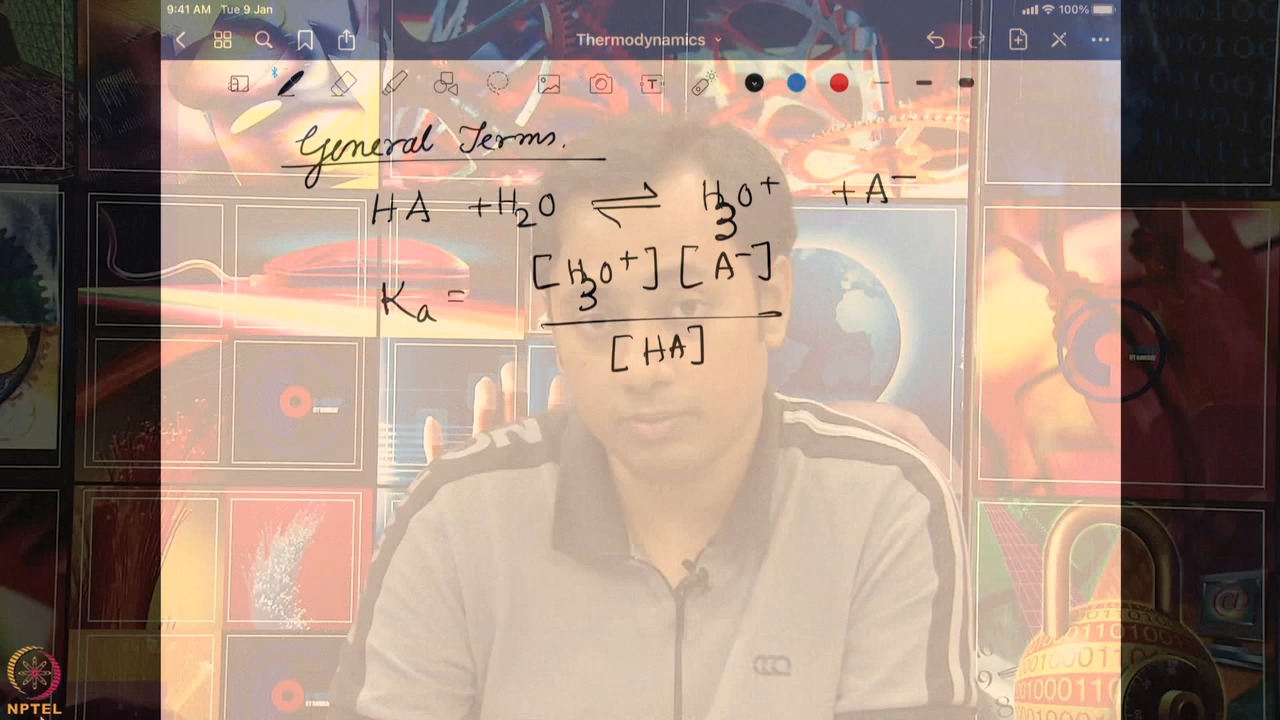 9:41 AM Tue 9 Jan
100%
Thermodynamics
General Terms.
HA + H₂O ⇌ H₃O⁺ + A⁻
Kₐ = [H₃O⁺] [A⁻]
[HA]
NPTEL